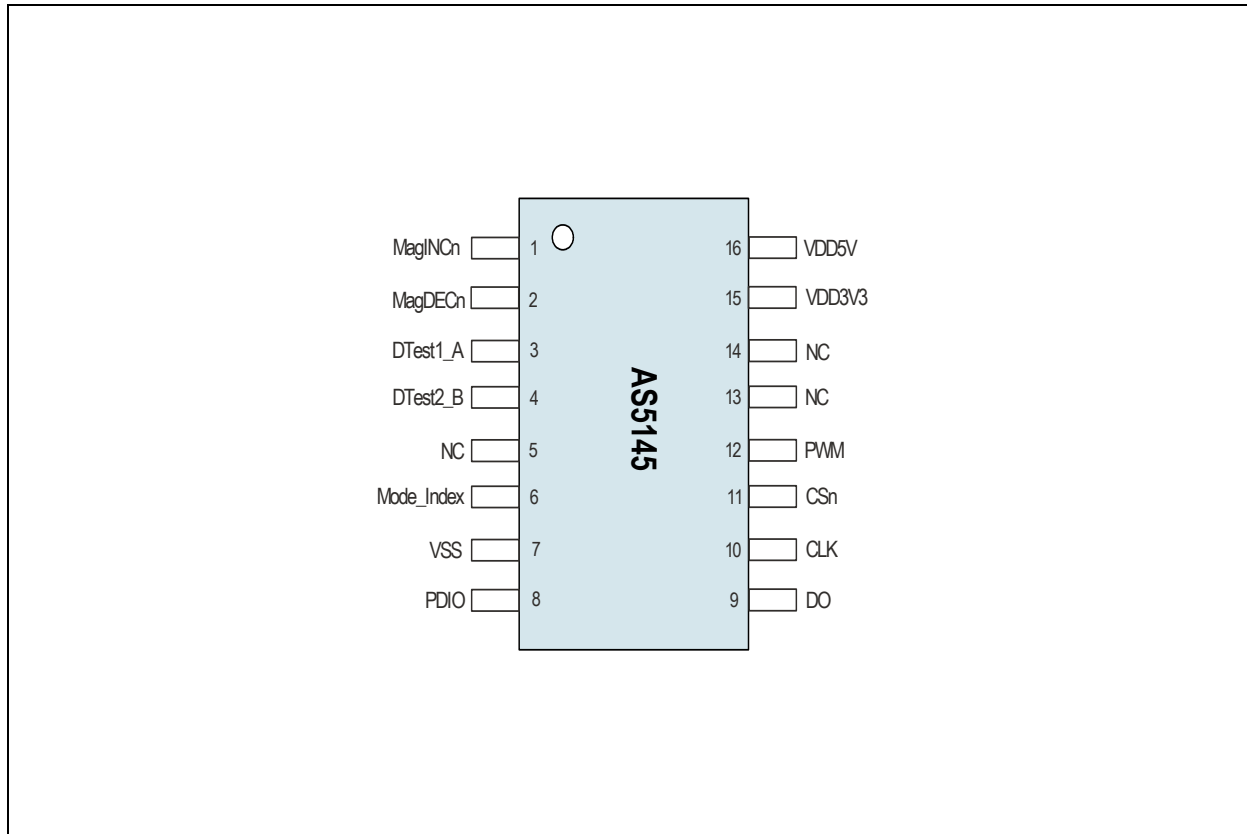 MagINCn 1 16 VDD5V
MagDECn 2 15 VDD3V3
DTest1_A 3 14 NC
DTest2_B 4 13 NC
AS5145
NC 5 12 PWM
Mode_Index 6 11 CSn
VSS 7 10 CLK
PDIO 8 9 DO